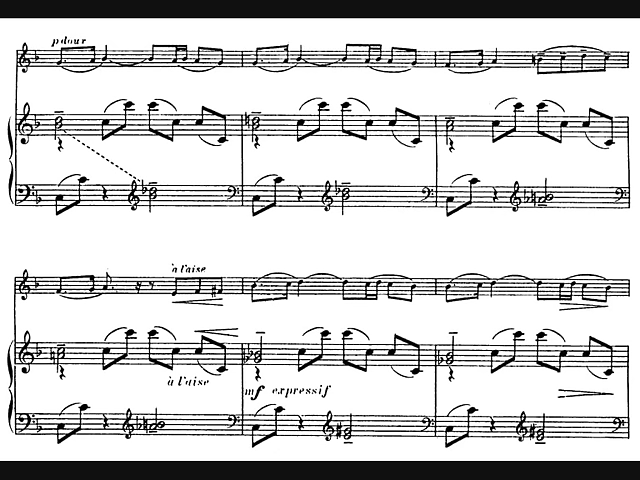 p doux
à l'aise
à l'aise
mf expressif